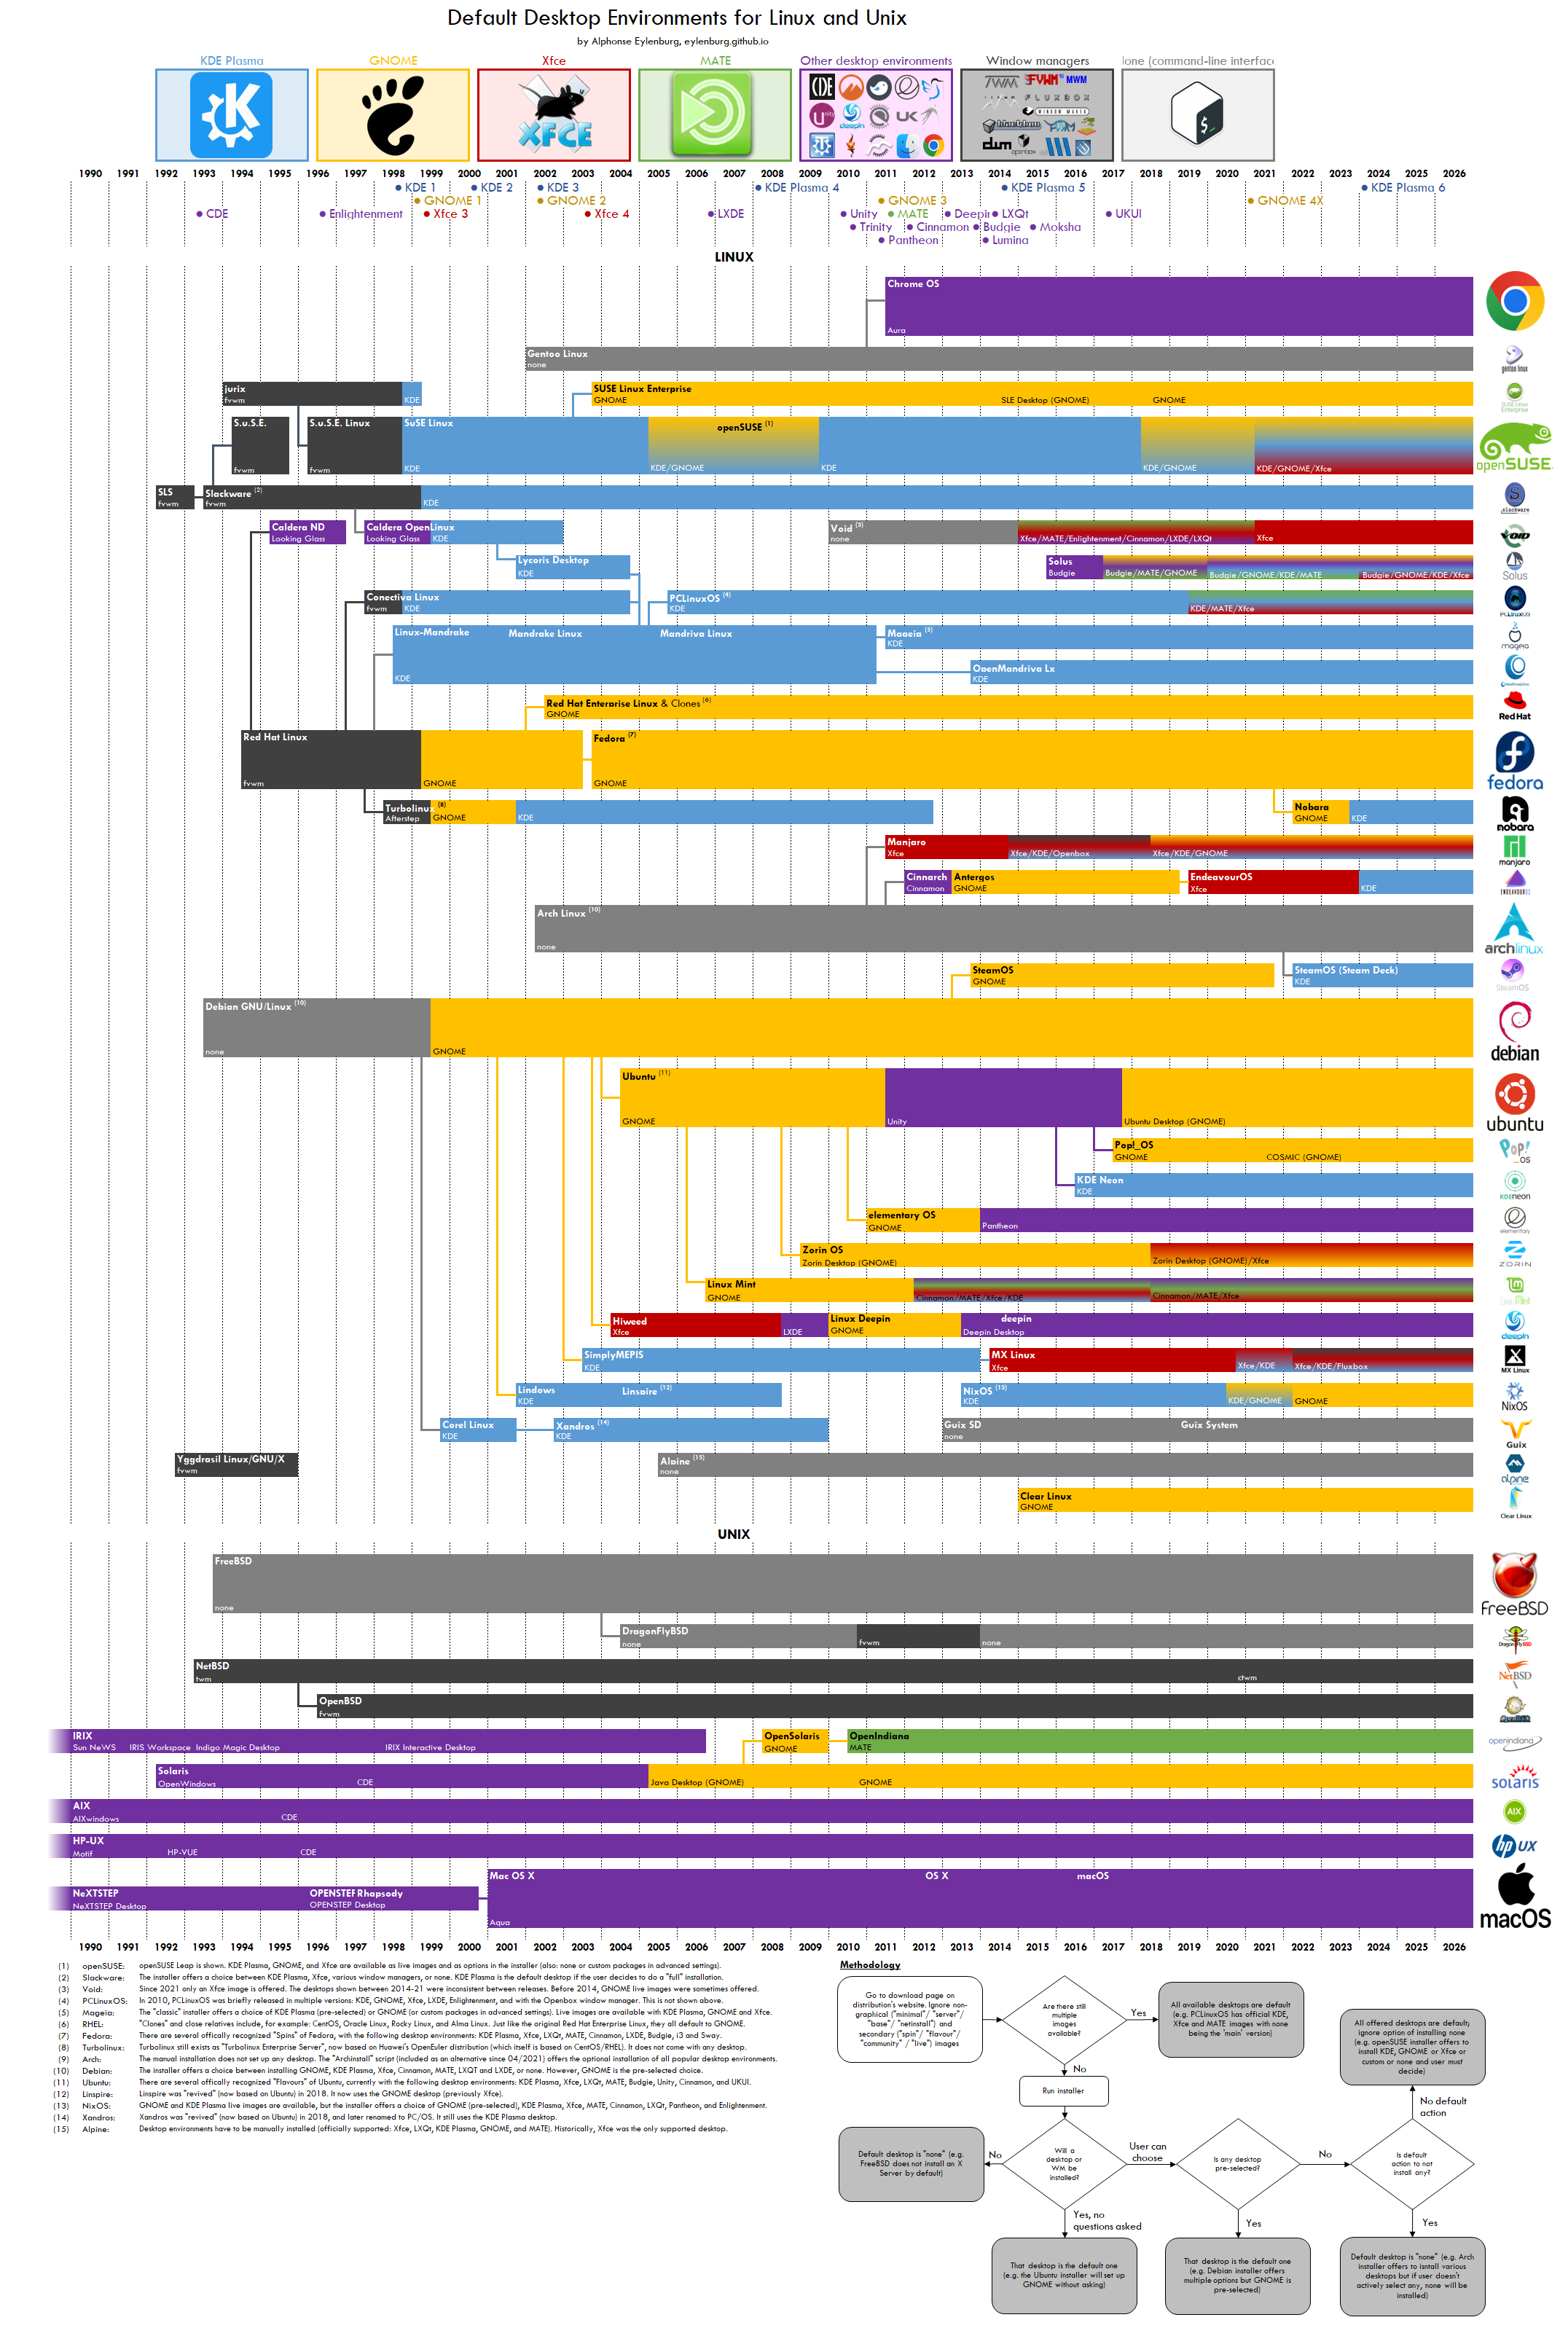 Default Desktop Environments for Linux and Unix
by Alphonse Eylenburg, eylenburg.github.io
KDE Plasma GNOME Xfce MATE Other desktop environments Window managers lone (command-line interface
1990 1991 1992 1993 1994 1995 1996 1997 1998 1999 2000 2001 2002 2003 2004 2005 2006 2007 2008 2009 2010 2011 2012 2013 2014 2015 2016 2017 2018 2019 2020 2021 2022 2023 2024 2025 2026
KDE 1 KDE 2 KDE 3 KDE Plasma 4 KDE Plasma 5 KDE Plasma 6
GNOME 1 GNOME 2 GNOME 3 GNOME 4X
CDE Enlightenment Xfce 3 Xfce 4 LXDE Unity MATE Deepin LXQt UKUI
Trinity Cinnamon Budgie Moksha
Pantheon Lumina
LINUX
Chrome OS
Aura
Gentoo Linux
none
gentoo linux
jurix
fvwm KDE
SUSE Linux Enterprise
GNOME SLE Desktop (GNOME) GNOME
SUSE Linux Enterprise
S.u.S.E. S.u.S.E. Linux SuSE Linux openSUSE (1)
fvwm fvwm KDE KDE/GNOME KDE KDE/GNOME KDE/GNOME/Xfce
openSUSE
SLS Slackware (2)
fvwm fvwm KDE
slackware
Caldera ND Caldera OpenLinux Void (3)
Looking Glass Looking Glass KDE none Xfce/MATE/Enlightenment/Cinnamon/LXDE/LXQt Xfce
VOID
Lycoris Desktop Solus
KDE Budgie Budgie/MATE/GNOME Budgie/GNOME/KDE/MATE Budgie/GNOME/KDE/Xfce
Solus
Conectiva Linux PCLinuxOS (4)
fvwm KDE KDE KDE/MATE/Xfce
PCLinuxOS
Linux-Mandrake Mandrake Linux Mandriva Linux Mageia (5)
KDE
mageia
OpenMandriva Lx
KDE KDE
Red Hat Enterprise Linux & Clones (6)
GNOME
Red Hat
Red Hat Linux Fedora (7)
fvwm GNOME GNOME
fedora
Turbolinux (8) Nobara
Afterstep GNOME KDE GNOME KDE
nobara
Manjaro
Xfce Xfce/KDE/Openbox Xfce/KDE/GNOME
manjaro
Cinnarch Antergos EndeavourOS
Cinnamon GNOME Xfce KDE
ENDEAVOUROS
Arch Linux (10)
none
archlinux
SteamOS SteamOS (Steam Deck)
GNOME KDE
SteamOS
Debian GNU/Linux (10)
none GNOME
debian
Ubuntu (11)
GNOME Unity Ubuntu Desktop (GNOME)
ubuntu
Pop!_OS
GNOME COSMIC (GNOME)
Pop!_OS
KDE Neon
KDE
KDE neon
elementary OS
GNOME Pantheon
elementary
Zorin OS
Zorin Desktop (GNOME) Zorin Desktop (GNOME)/Xfce
ZORIN
Linux Mint
GNOME Cinnamon/MATE/Xfce/KDE Cinnamon/MATE/Xfce
Hiweed Linux Deepin deepin
Xfce LXDE GNOME Deepin Desktop
deepin
SimplyMEPIS MX Linux
KDE Xfce Xfce/KDE Xfce/KDE/Fluxbox
MX Linux
Lindows Linspire (12) NixOS (13)
KDE KDE KDE/GNOME GNOME
NixOS
Corel Linux Xandros (14) Guix SD Guix System
KDE KDE none
Guix
Yggdrasil Linux/GNU/X Alpine (15)
fvwm none
alpine
Clear Linux
GNOME
Clear Linux
UNIX
FreeBSD
none
FreeBSD
DragonFlyBSD
none fvwm none
DragonFlyBSD
NetBSD
twm ctwm
NetBSD
OpenBSD
fvwm
OpenBSD
IRIX OpenSolaris OpenIndiana
Sun NeWS IRIS Workspace Indigo Magic Desktop IRIX Interactive Desktop GNOME MATE
openindiana
Solaris
OpenWindows CDE Java Desktop (GNOME) GNOME
solaris
AIX
AIXwindows CDE
AIX
HP-UX
Motif HP-VUE CDE
hp UX
Mac OS X OS X macOS
NeXTSTEP OPENSTEP Rhapsody
NeXTSTEP Desktop OPENSTEP Desktop
Aqua
macOS
1990 1991 1992 1993 1994 1995 1996 1997 1998 1999 2000 2001 2002 2003 2004 2005 2006 2007 2008 2009 2010 2011 2012 2013 2014 2015 2016 2017 2018 2019 2020 2021 2022 2023 2024 2025 2026
(1) openSUSE: openSUSE Leap is shown. KDE Plasma, GNOME, and Xfce are available as live images and as options in the installer (also: none or custom packages in advanced settings).
(2) Slackware: The installer offers a choice between KDE Plasma, Xfce, various window managers, or none. KDE Plasma is the default desktop if the user decides to do a "full" installation.
(3) Void: Since 2021 only an Xfce image is offered. The desktops shown between 2014-21 were inconsistent between releases. Before 2014, GNOME live images were sometimes offered.
(4) PCLinuxOS: In 2010, PCLinuxOS was briefly released in multiple versions: KDE, GNOME, Xfce, LXDE, Enlightenment, and with the Openbox window manager. This is not shown above.
(5) Mageia: The "classic" installer offers a choice of KDE Plasma (pre-selected) or GNOME (or custom packages in advanced settings). Live images are available with KDE Plasma, GNOME and Xfce.
(6) RHEL: "Clones" and close relatives include, for example: CentOS, Oracle Linux, Rocky Linux, and Alma Linux. Just like the original Red Hat Enterprise Linux, they all default to GNOME.
(7) Fedora: There are several offically recognized "Spins" of Fedora, with the following desktop environments: KDE Plasma, Xfce, LXQt, MATE, Cinnamon, LXDE, Budgie, i3 and Sway.
(8) Turbolinux: Turbolinux still exists as "Turbolinux Enterprise Server", now based on Huawei's OpenEuler distribution (which itself is based on CentOS/RHEL). It does not come with any desktop.
(9) Arch: The manual installation does not set up any desktop. The "Archinstall" script (included as an alternative since 04/2021) offers the optional installation of all popular desktop environments.
(10) Debian: The installer offers a choice between installing GNOME, KDE Plasma, Xfce, Cinnamon, MATE, LXQT and LXDE, or none. However, GNOME is the pre-selected choice.
(11) Ubuntu: There are several offically recognized "Flavours" of Ubuntu, currently with the following desktop environments: KDE Plasma, Xfce, LXQt, MATE, Budgie, Unity, Cinnamon, and UKUI.
(12) Linspire: Linspire was "revived" (now based on Ubuntu) in 2018. It now uses the GNOME desktop (previously Xfce).
(13) NixOS: GNOME and KDE Plasma live images are available, but the installer offers a choice of GNOME (pre-selected), KDE Plasma, Xfce, MATE, Cinnamon, LXQt, Pantheon, and Enlightenment.
(14) Xandros: Xandros was "revived" (now based on Ubuntu) in 2018, and later renamed to PC/OS. It still uses the KDE Plasma desktop.
(15) Alpine: Desktop environments have to be manually installed (officially supported: Xfce, LXQt, KDE Plasma, GNOME, and MATE). Historically, Xfce was the only supported desktop.
Methodology
Go to download page on
distribution's website. Ignore non-
graphical ("minimal"/ "server"/
"base"/ "netinstall") and
secondary ("spin"/ "flavour"/
"community" / "live") images
Are there still
multiple
images
available?
Yes
All available desktops are default
(e.g. PCLinuxOS has official KDE,
Xfce and MATE images with none
being the 'main' version)
No
Run installer
Will a
desktop or
WM be
installed?
No
Default desktop is "none" (e.g.
FreeBSD does not install an X
Server by default)
Yes, no
questions asked
That desktop is the default one
(e.g. the Ubuntu installer will set up
GNOME without asking)
User can
choose
Is any desktop
pre-selected?
Yes
That desktop is the default one
(e.g. Debian installer offers
multiple options but GNOME is
pre-selected)
No
Is default
action to not
install any?
No default
action
All offered desktops are default;
ignore option of installing none
(e.g. openSUSE installer offers to
install KDE, GNOME or Xfce or
custom or none and user must
decide)
Yes
Default desktop is "none" (e.g. Arch
installer offers to isntall various
desktops but if user doesn't
actively select any, none will be
installed)